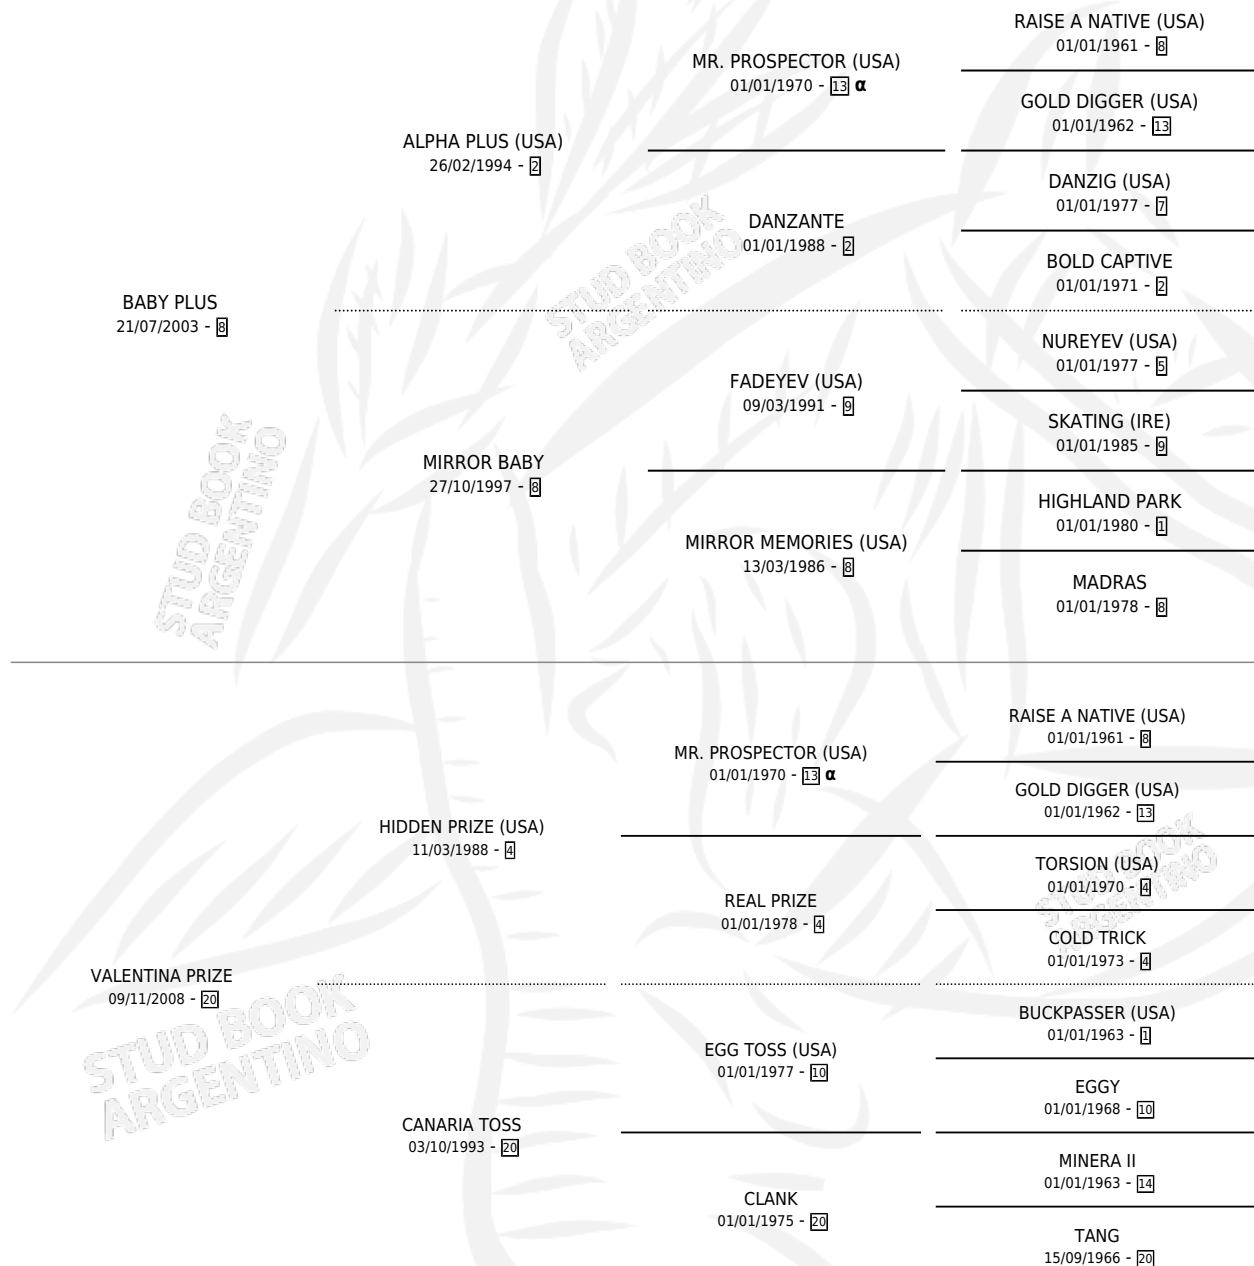 RAISE A NATIVE (USA)
01/01/1961 - 8
MR. PROSPECTOR (USA)
01/01/1970 - 13 α
GOLD DIGGER (USA)
01/01/1962 - 13
ALPHA PLUS (USA)
26/02/1994 - 2
DANZIG (USA)
01/01/1977 - 7
DANZANTE
01/01/1988 - 2
BOLD CAPTIVE
01/01/1971 - 2
BABY PLUS
21/07/2003 - 8
NUREYEV (USA)
01/01/1977 - 5
FADEYEV (USA)
09/03/1991 - 9
SKATING (IRE)
01/01/1985 - 9
MIRROR BABY
27/10/1997 - 8
HIGHLAND PARK
01/01/1980 - 1
MIRROR MEMORIES (USA)
13/03/1986 - 8
MADRAS
01/01/1978 - 8
RAISE A NATIVE (USA)
01/01/1961 - 8
MR. PROSPECTOR (USA)
01/01/1970 - 13 α
GOLD DIGGER (USA)
01/01/1962 - 13
HIDDEN PRIZE (USA)
11/03/1988 - 4
TORSION (USA)
01/01/1970 - 4
REAL PRIZE
01/01/1978 - 4
COLD TRICK
01/01/1973 - 4
VALENTINA PRIZE
09/11/2008 - 20
BUCKPASSER (USA)
01/01/1963 - 1
EGG TOSS (USA)
01/01/1977 - 10
EGGY
01/01/1968 - 10
CANARIA TOSS
03/10/1993 - 20
MINERA II
01/01/1963 - 14
CLANK
01/01/1975 - 20
TANG
15/09/1966 - 20
STUD BOOK
ARGENTINO
STUD BOOK
ARGENTINO
STUD BOOK
ARGENTINO
STUD BOOK
ARGENTINO